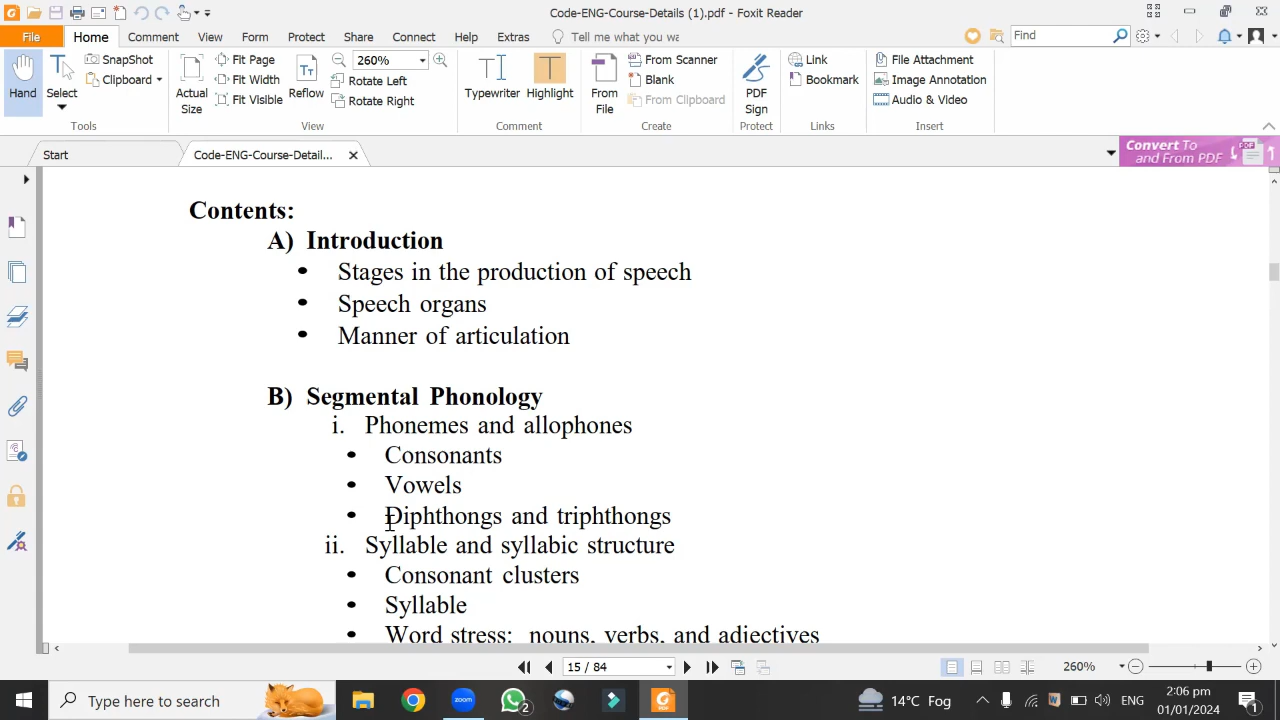 Code-ENG-Course-Details (1).pdf - Foxit Reader
File Home Comment View Form Protect Share Connect Help Extras Tell me what you wa Find
Hand Select SnapShot Clipboard Actual Size Fit Page Fit Width Fit Visible Reflow 260% Rotate Left Rotate Right Typewriter Highlight From File From Scanner Blank From Clipboard PDF Sign Link Bookmark File Attachment Image Annotation Audio & Video
Tools View Comment Create Protect Links Insert
Start Code-ENG-Course-Detail... Convert To and From PDF
Contents:
A) Introduction
• Stages in the production of speech
• Speech organs
• Manner of articulation
B) Segmental Phonology
i. Phonemes and allophones
• Consonants
• Vowels
• Diphthongs and triphthongs
ii. Syllable and syllabic structure
• Consonant clusters
• Syllable
• Word stress: nouns, verbs, and adjectives
15 / 84 260%
Type here to search zoom 2 14°C Fog ENG 2:06 pm 01/01/2024 1